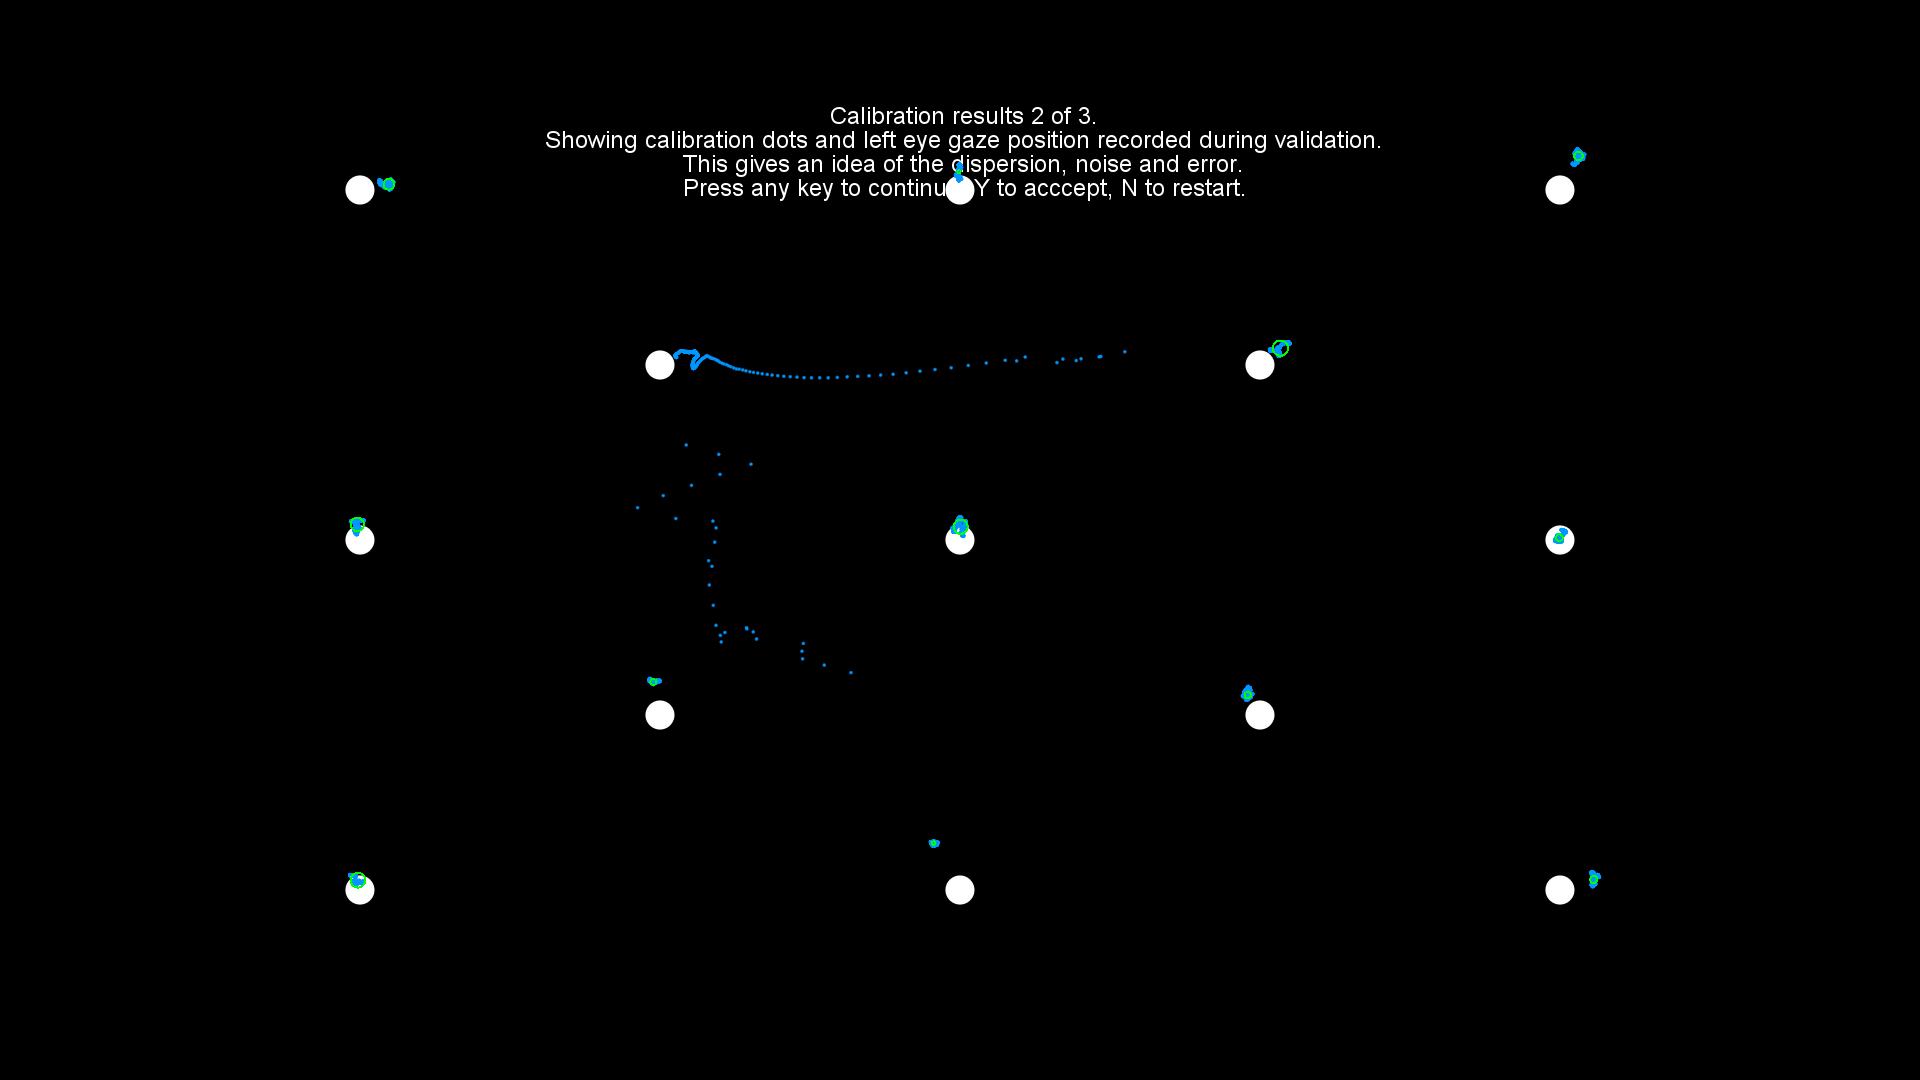 Calibration results 2 of 3.
Showing calibration dots and left eye gaze position recorded during validation.
This gives an idea of the dispersion, noise and error.
Press any key to continu Y to acccept, N to restart.